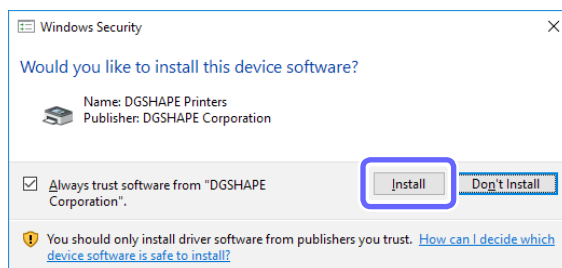 Windows Security
Would you like to install this device software?
Name: DGSHAPE Printers
Publisher: DGSHAPE Corporation
Always trust software from "DGSHAPE
Corporation".
Install
Don't Install
You should only install driver software from publishers you trust. How can I decide which
device software is safe to install?